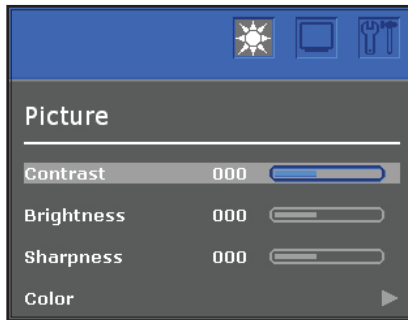 Picture
Contrast 000
Brightness 000
Sharpness 000
Color